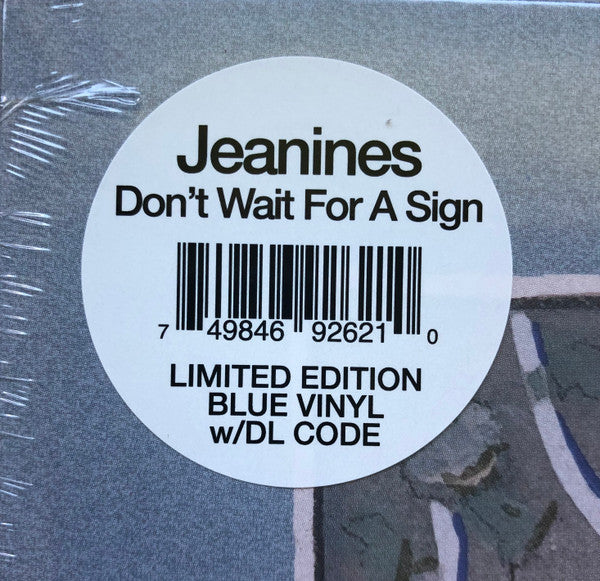 Jeanines
Don't Wait For A Sign
7 49846 92621 0
LIMITED EDITION
BLUE VINYL
w/DL CODE